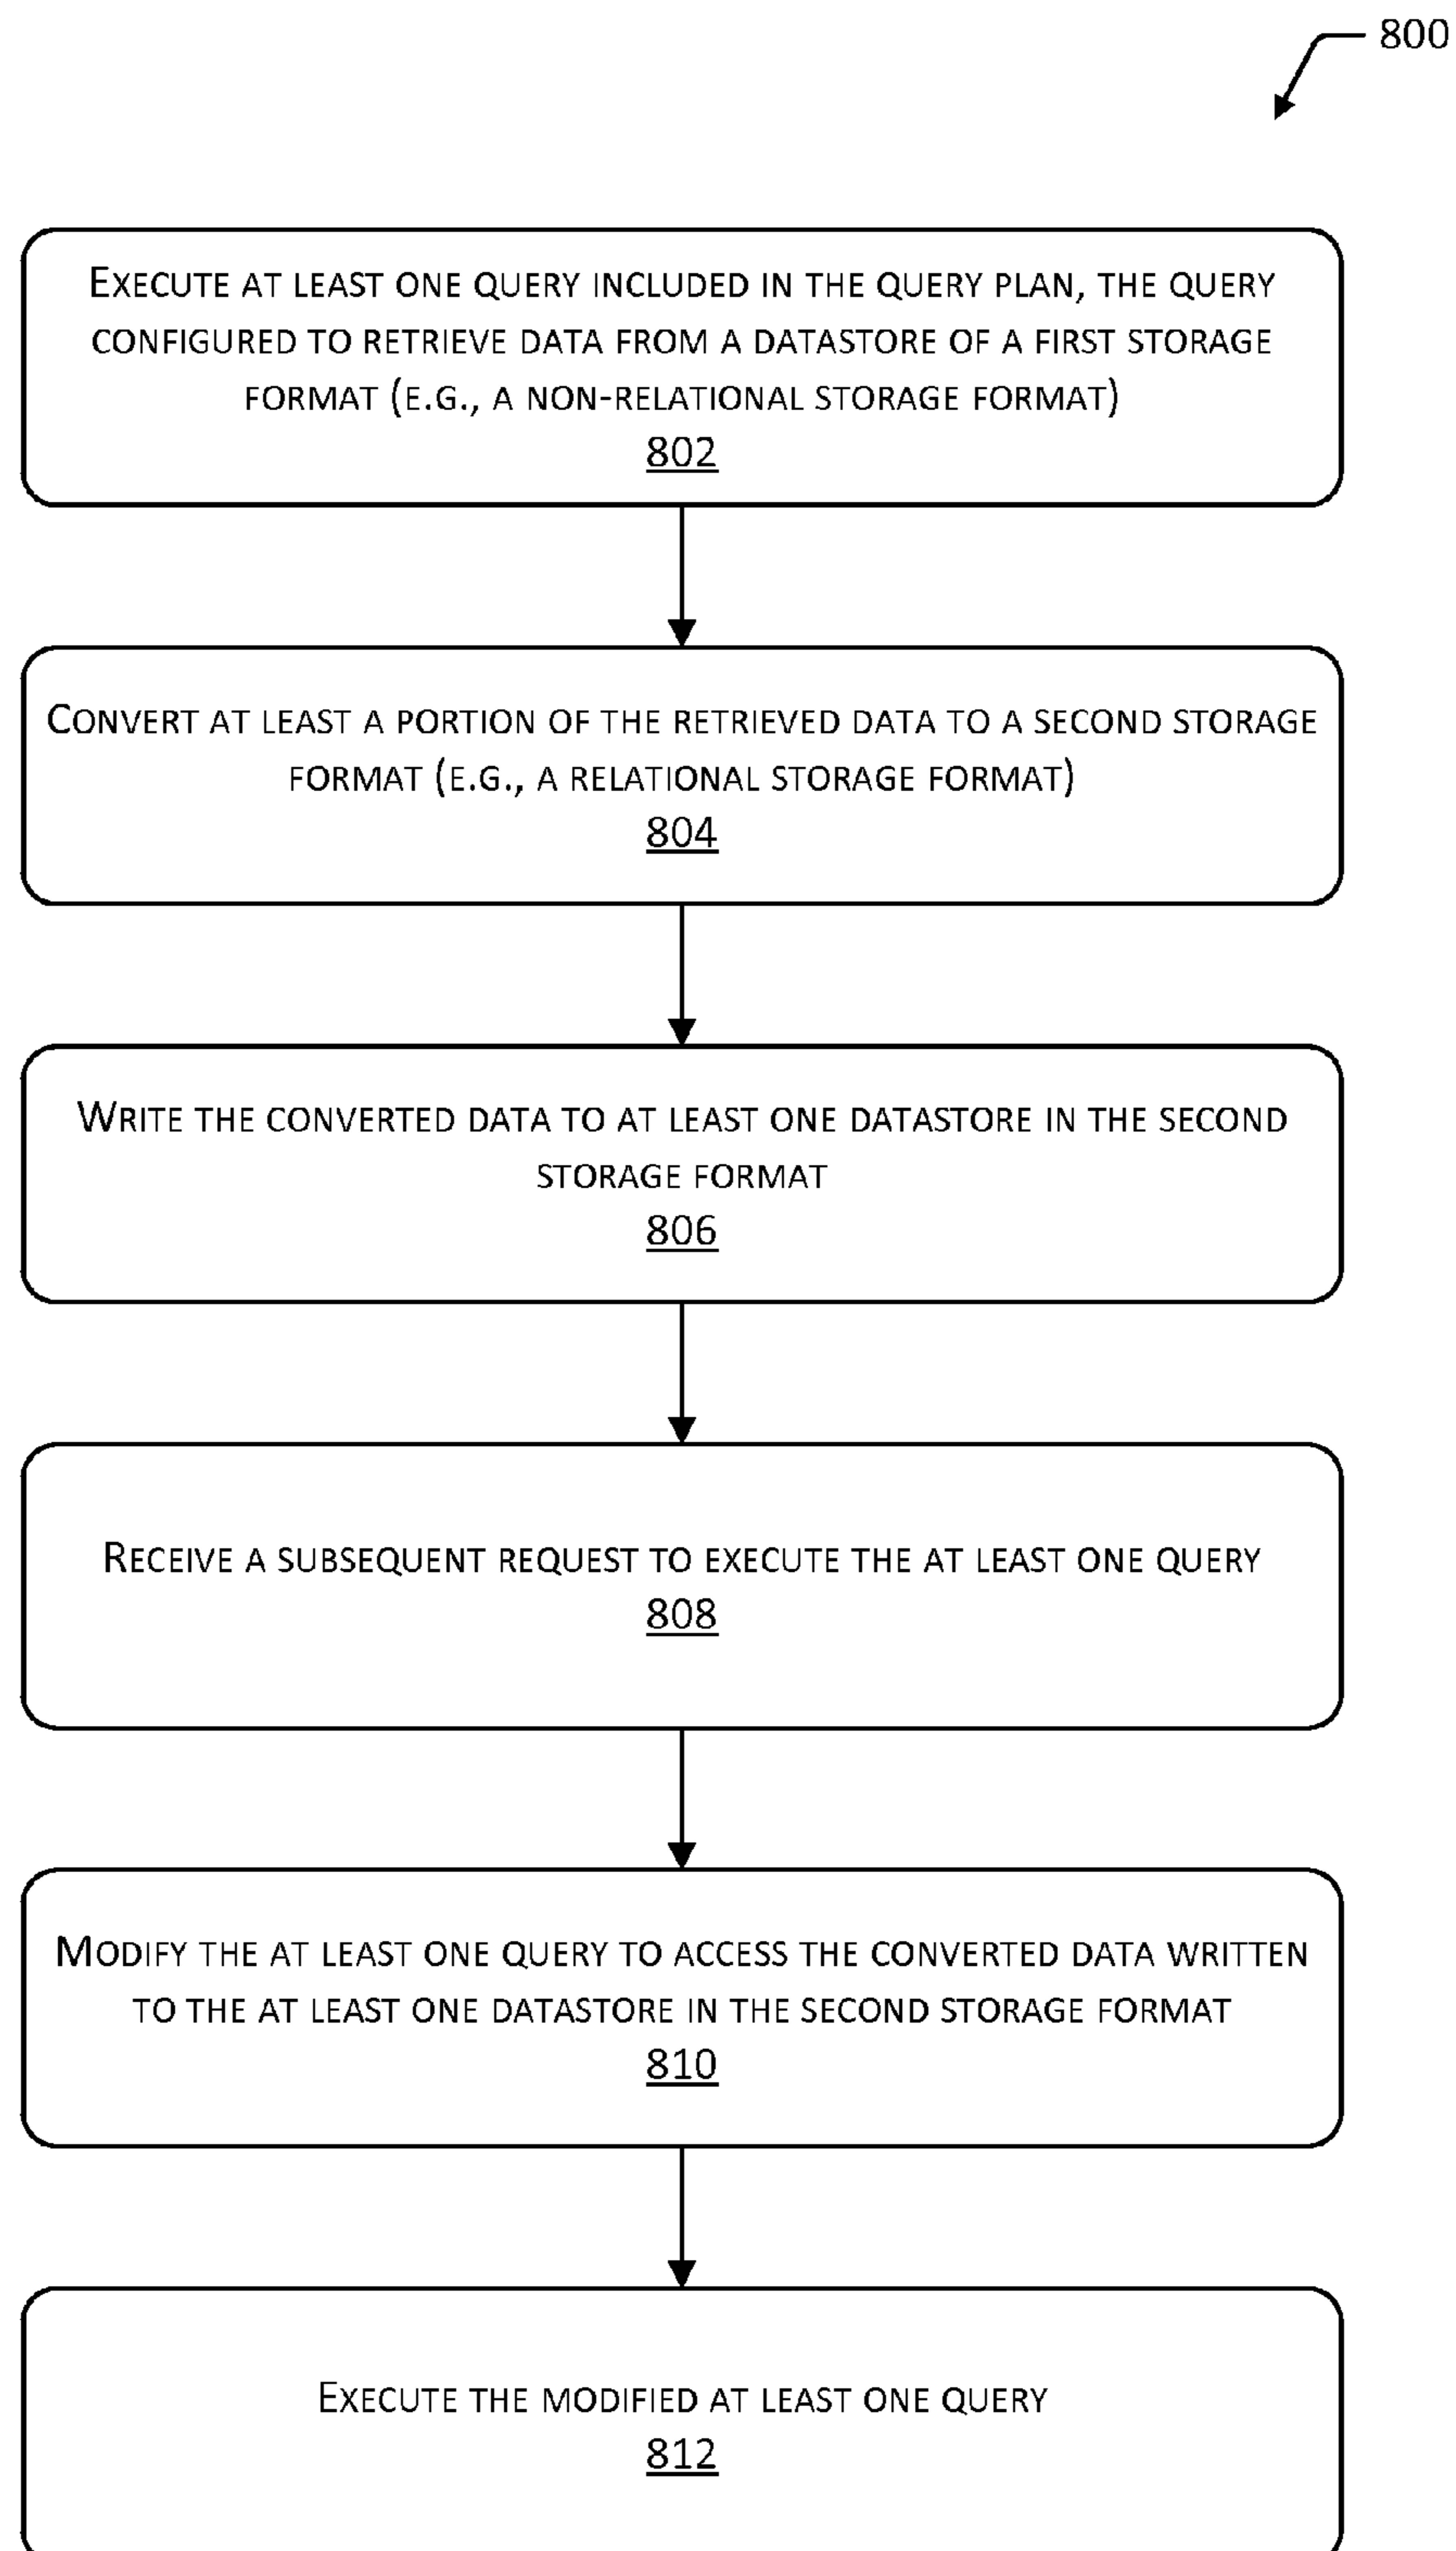 800
EXECUTE AT LEAST ONE QUERY INCLUDED IN THE QUERY PLAN, THE QUERY
CONFIGURED TO RETRIEVE DATA FROM A DATASTORE OF A FIRST STORAGE
FORMAT (E.G., A NON-RELATIONAL STORAGE FORMAT)
802
CONVERT AT LEAST A PORTION OF THE RETRIEVED DATA TO A SECOND STORAGE
FORMAT (E.G., A RELATIONAL STORAGE FORMAT)
804
WRITE THE CONVERTED DATA TO AT LEAST ONE DATASTORE IN THE SECOND
STORAGE FORMAT
806
RECEIVE A SUBSEQUENT REQUEST TO EXECUTE THE AT LEAST ONE QUERY
808
MODIFY THE AT LEAST ONE QUERY TO ACCESS THE CONVERTED DATA WRITTEN
TO THE AT LEAST ONE DATASTORE IN THE SECOND STORAGE FORMAT
810
EXECUTE THE MODIFIED AT LEAST ONE QUERY
812